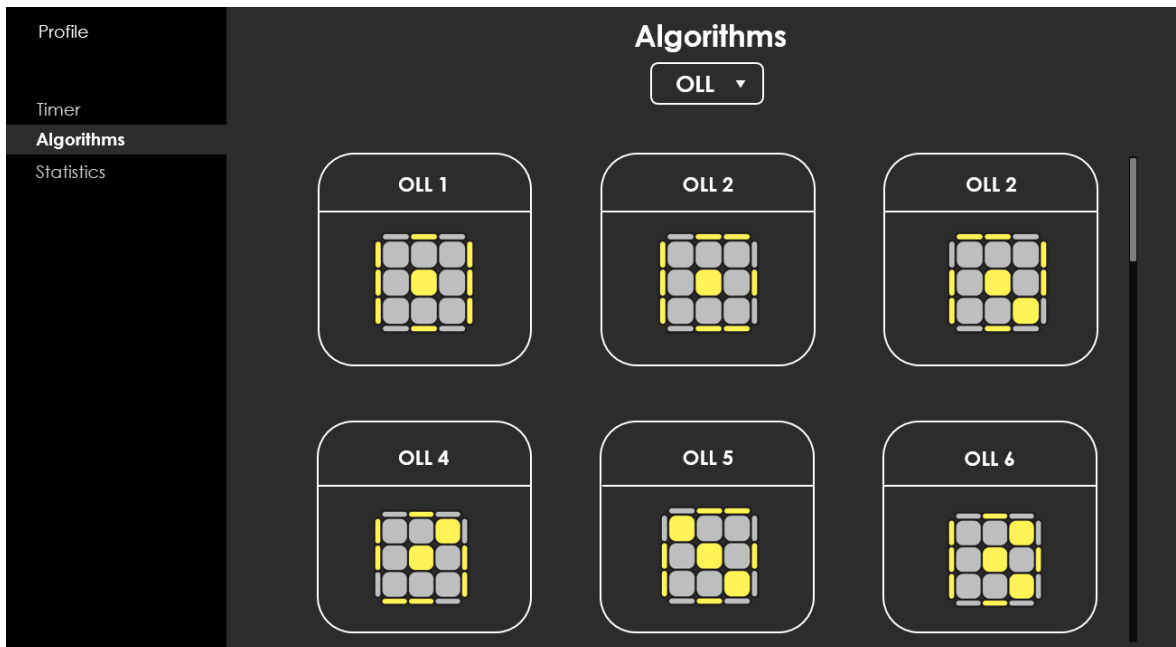 Profile
Timer
Algorithms
Statistics
Algorithms
OLL
OLL 1
OLL 2
OLL 2
OLL 4
OLL 5
OLL 6